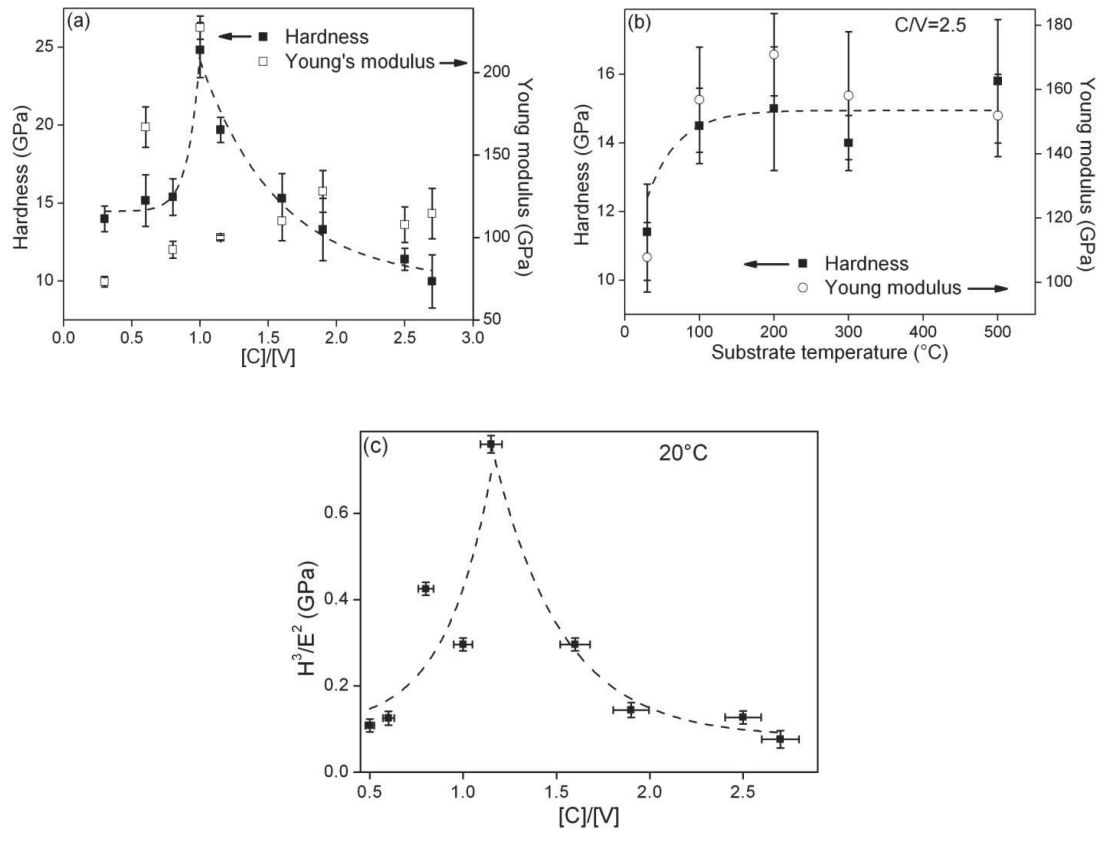 (a)
Hardness
Young's modulus
Hardness (GPa)
25
20
15
10
Young modulus (GPa)
200
150
100
50
0.0 0.5 1.0 1.5 2.0 2.5 3.0
[C]/[V]
(b)
C/V=2.5
Hardness (GPa)
16
14
12
10
Young modulus (GPa)
180
160
140
120
100
Hardness
Young modulus
0 100 200 300 400 500
Substrate temperature (°C)
(c)
20°C
H³/E² (GPa)
0.6
0.4
0.2
0.0
0.5 1.0 1.5 2.0 2.5
[C]/[V]